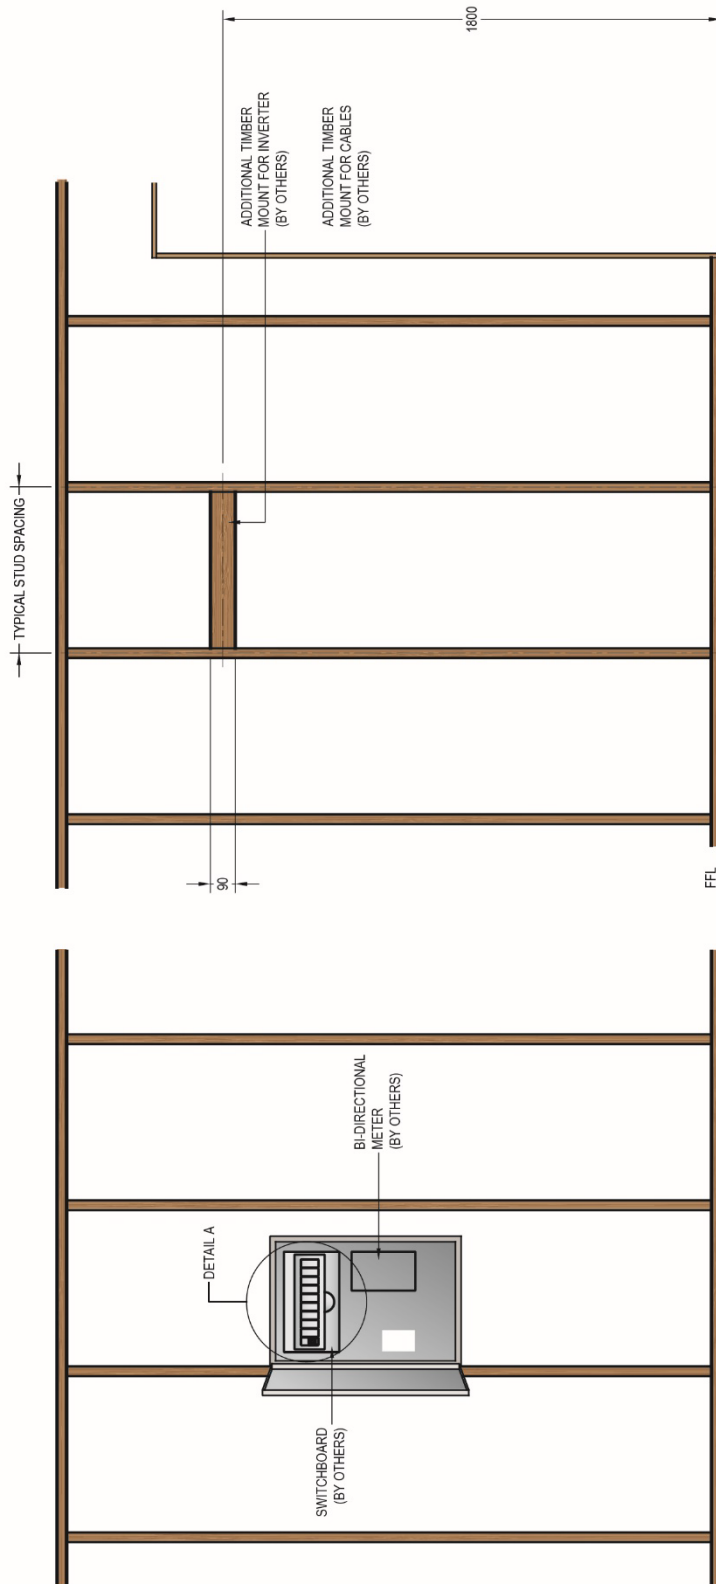 SWITCHBOARD
(BY OTHERS)
DETAIL A
BI-DIRECTIONAL
METER
(BY OTHERS)
90
FFL
TYPICAL STUD SPACING
ADDITIONAL TIMBER
MOUNT FOR INVERTER
(BY OTHERS)
ADDITIONAL TIMBER
MOUNT FOR CABLES
(BY OTHERS)
1800